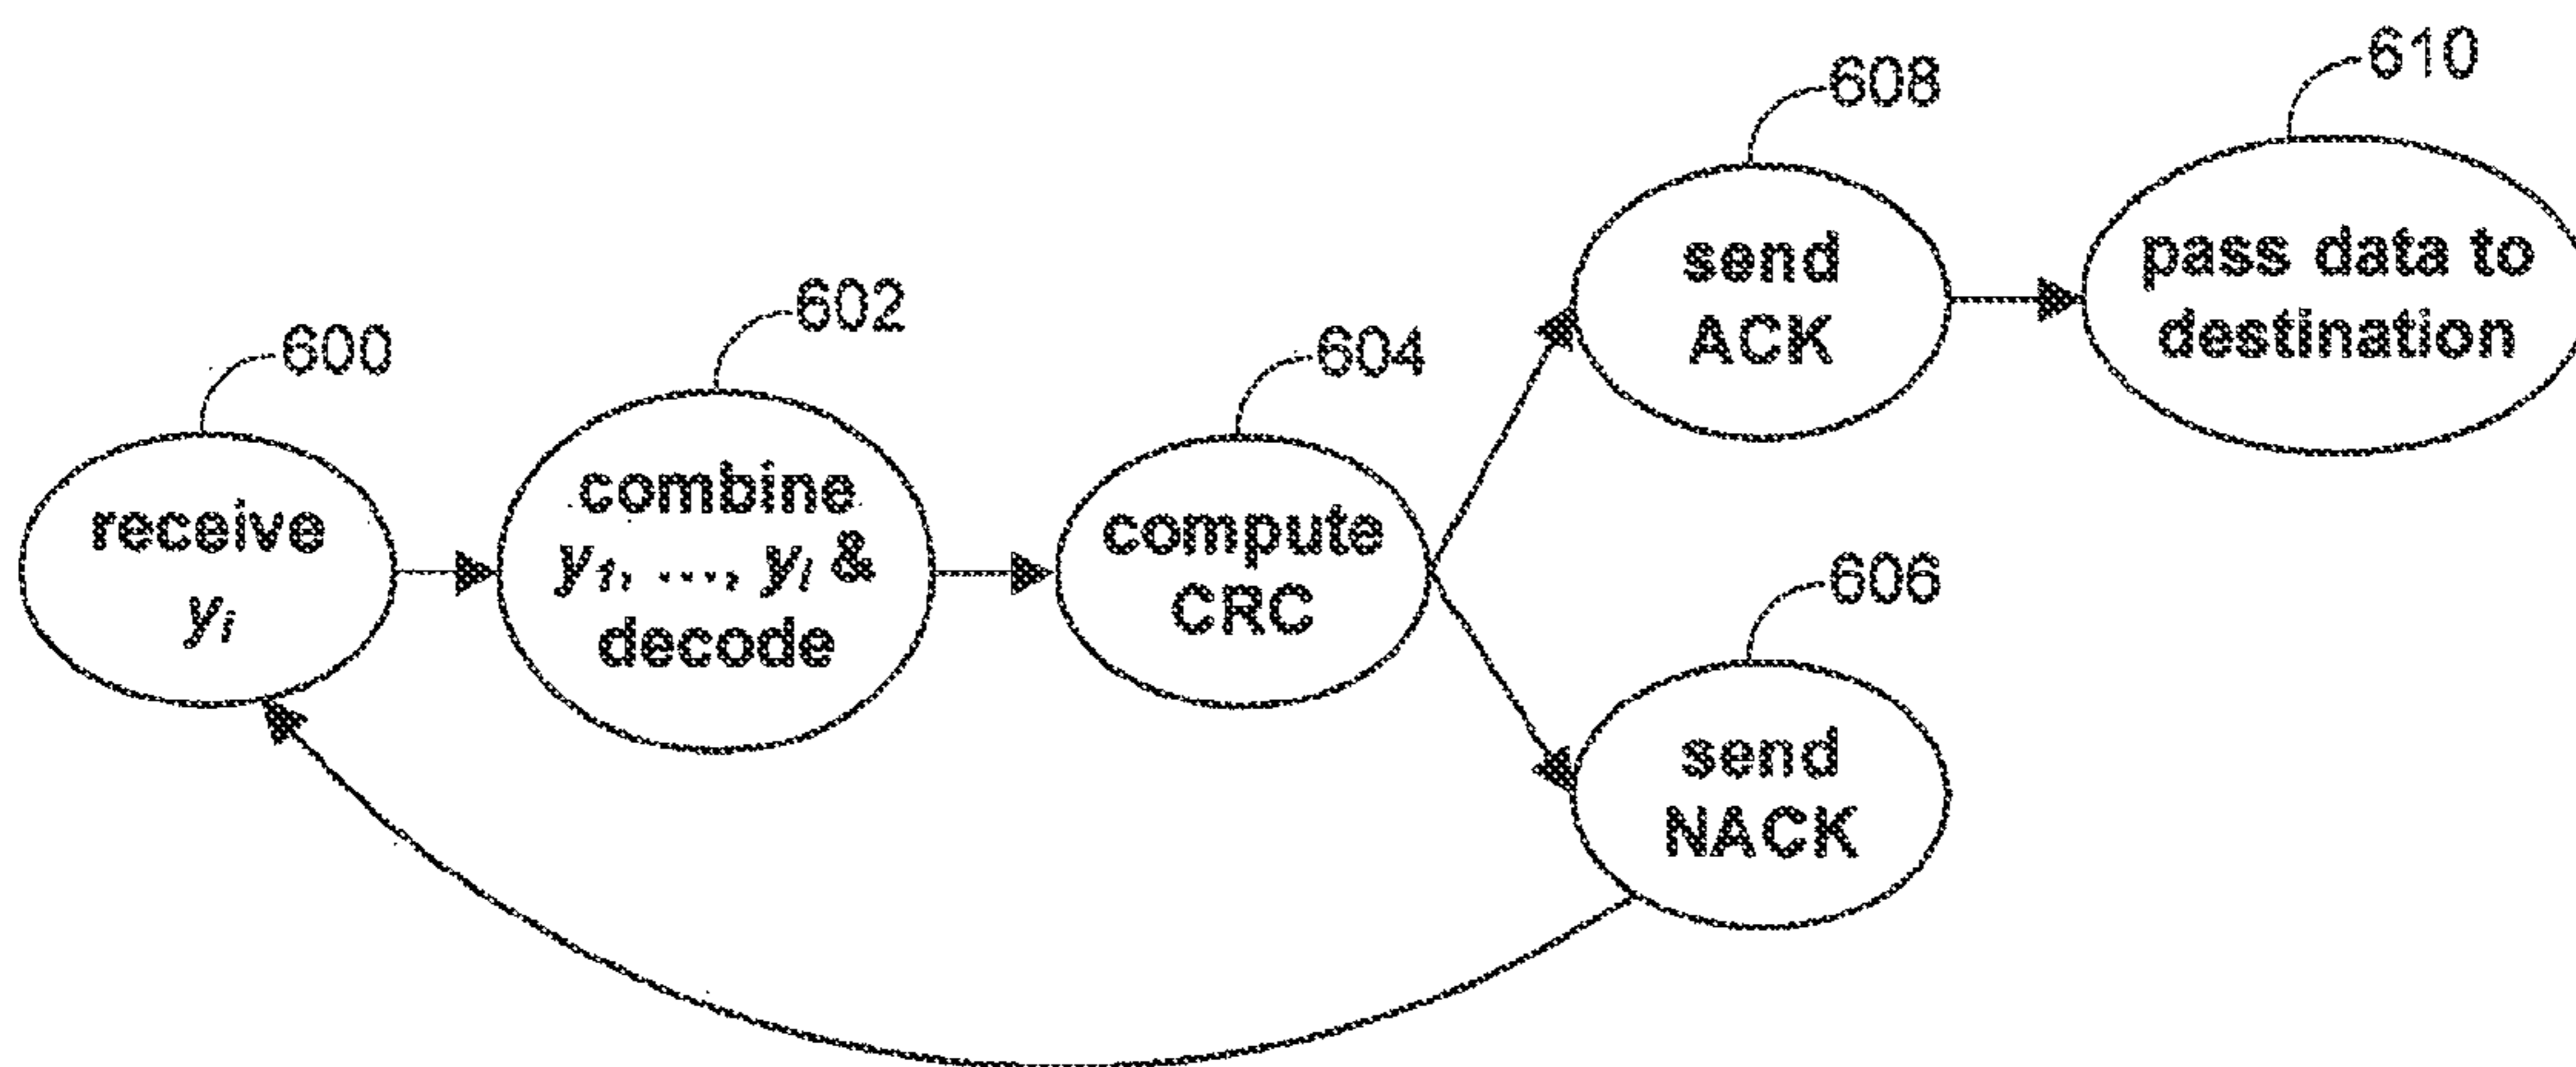 610
608
pass data to
destination
send
ACK
602
600
604
combine
y1, ..., yi &
decode
receive
yi
compute
CRC
606
send
NACK